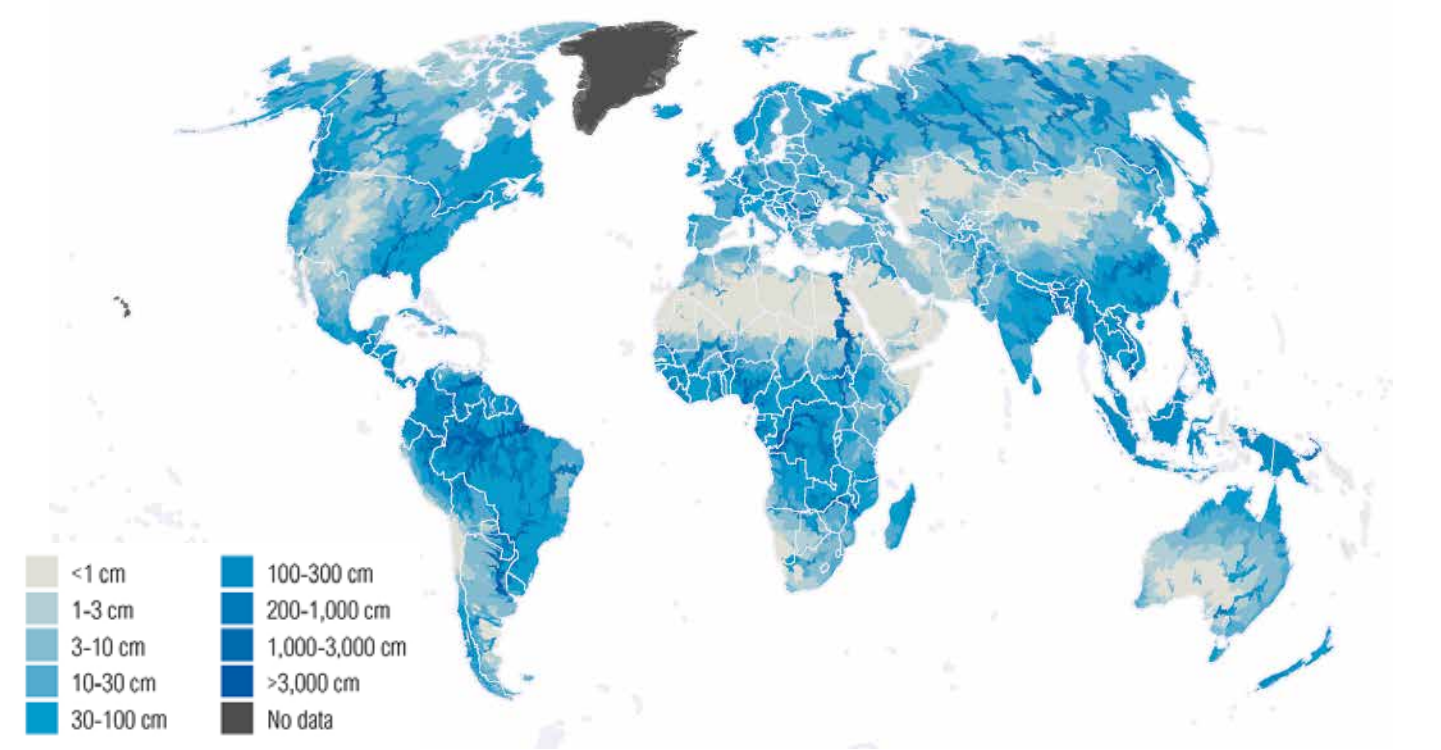 <1 cm
1-3 cm
3-10 cm
10-30 cm
30-100 cm
100-300 cm
200-1,000 cm
1,000-3,000 cm
>3,000 cm
No data